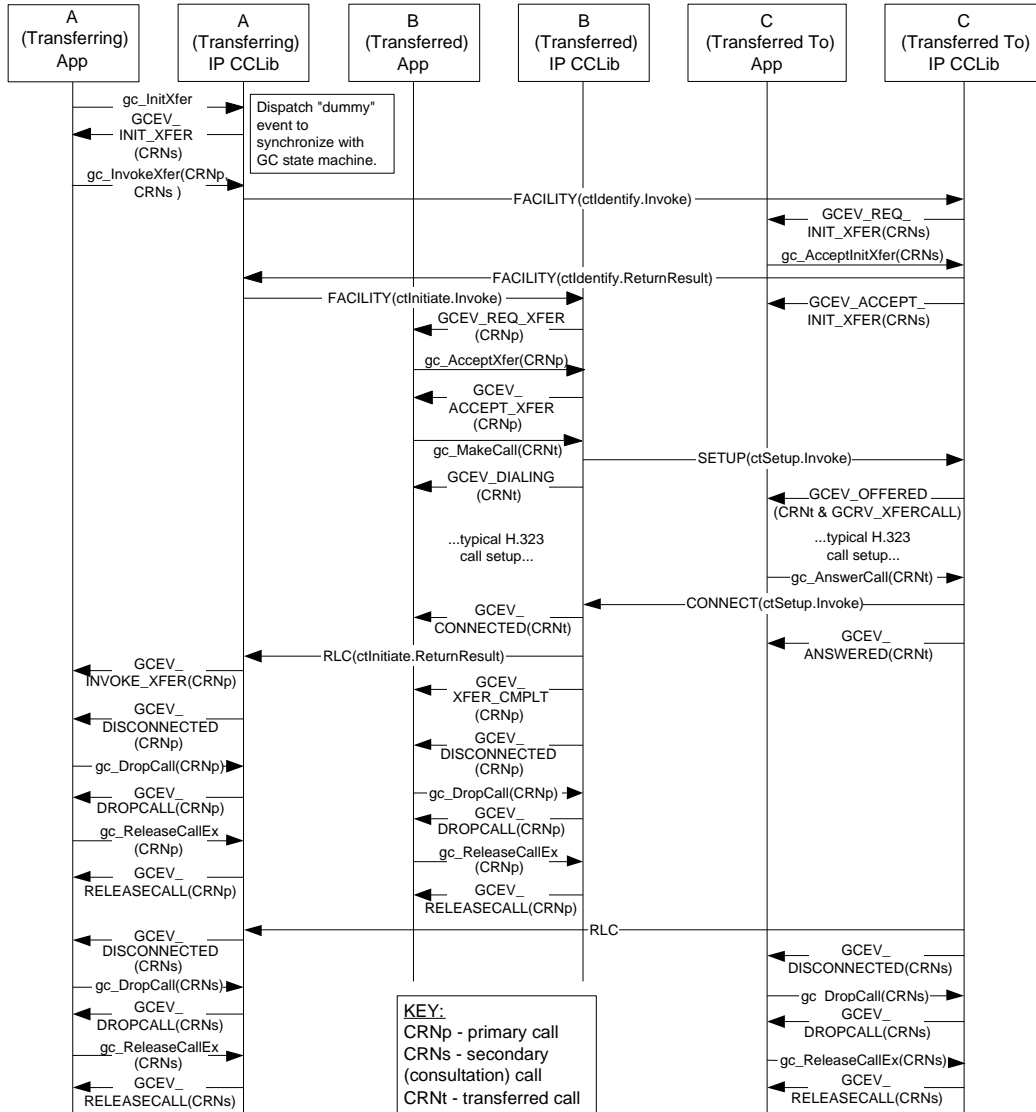 A
(Transferring)
App
A
(Transferring)
IP CCLib
B
(Transferred)
App
B
(Transferred)
IP CCLib
C
(Transferred To)
App
C
(Transferred To)
IP CCLib
gc_InitXfer
Dispatch "dummy"
event to
synchronize with
GC state machine.
GCEV_
INIT_XFER
(CRNs)
gc_InvokeXfer(CRNp,
CRNs )
FACILITY(ctIdentify.Invoke)
GCEV_REQ_
INIT_XFER(CRNs)
gc_AcceptInitXfer(CRNs)
FACILITY(ctIdentify.ReturnResult)
FACILITY(ctInitiate.Invoke)
GCEV_ACCEPT_
INIT_XFER(CRNs)
GCEV_REQ_XFER
(CRNp)
gc_AcceptXfer(CRNp)
GCEV_
ACCEPT_XFER
(CRNp)
gc_MakeCall(CRNt)
SETUP(ctSetup.Invoke)
GCEV_DIALING
(CRNt)
GCEV_OFFERED
(CRNt & GCRV_XFERCALL)
...typical H.323
call setup...
...typical H.323
call setup...
gc_AnswerCall(CRNt)
CONNECT(ctSetup.Invoke)
GCEV_
CONNECTED(CRNt)
GCEV_
ANSWERED(CRNt)
RLC(ctInitiate.ReturnResult)
GCEV_
INVOKE_XFER(CRNp)
GCEV_
XFER_CMPLT
(CRNp)
GCEV_
DISCONNECTED
(CRNp)
GCEV_
DISCONNECTED
(CRNp)
gc_DropCall(CRNp)
gc_DropCall(CRNp)
GCEV_
DROPCALL(CRNp)
GCEV_
DROPCALL(CRNp)
gc_ReleaseCallEx
(CRNp)
gc_ReleaseCallEx
(CRNp)
GCEV_
RELEASECALL(CRNp)
GCEV_
RELEASECALL(CRNp)
RLC
GCEV_
DISCONNECTED
(CRNs)
GCEV_
DISCONNECTED(CRNs)
gc_DropCall(CRNs)
gc_DropCall(CRNs)
GCEV_
DROPCALL(CRNs)
GCEV_
DROPCALL(CRNs)
gc_ReleaseCallEx
(CRNs)
gc_ReleaseCallEx(CRNs)
GCEV_
RELEASECALL(CRNs)
GCEV_
RELEASECALL(CRNs)
KEY:
CRNp - primary call
CRNs - secondary
(consultation) call
CRNt - transferred call